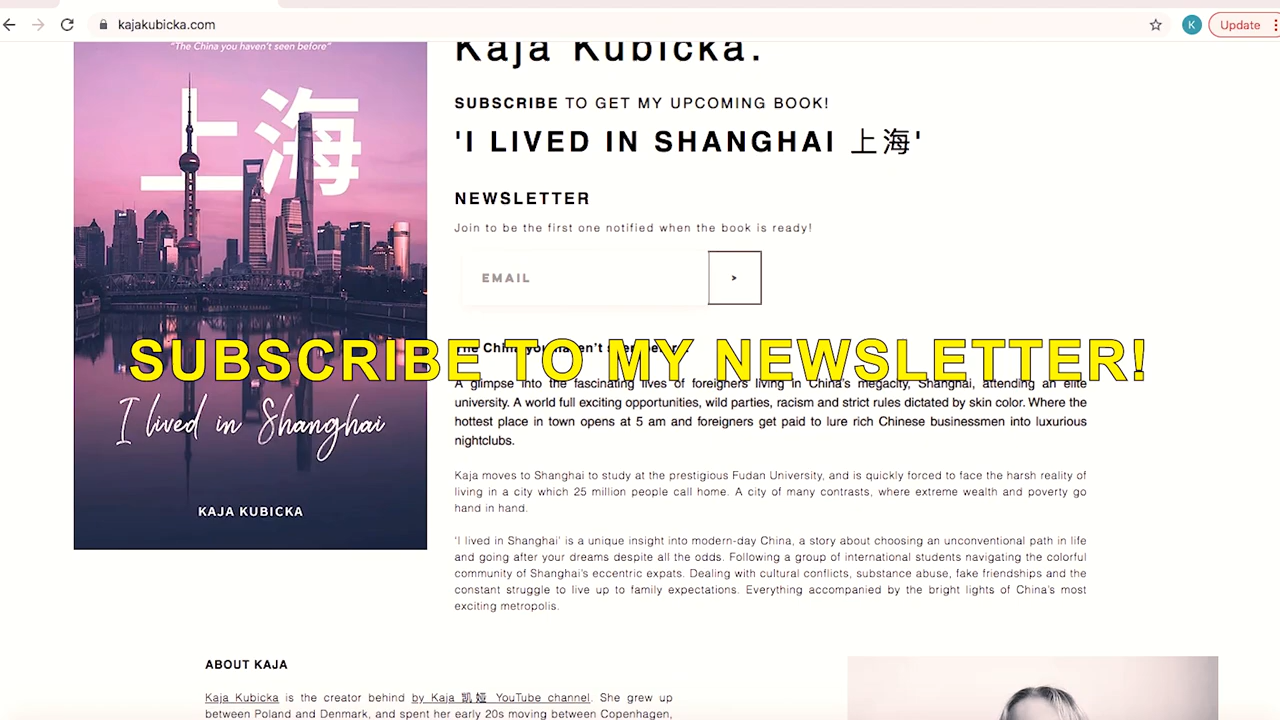 kajakubicka.com
K
Update
"The China you haven't seen before"
上海
I lived in Shanghai
KAJA KUBICKA
Kaja Kubicka.
SUBSCRIBE TO GET MY UPCOMING BOOK!
'I LIVED IN SHANGHAI 上海'
NEWSLETTER
Join to be the first one notified when the book is ready!
EMAIL
>
The China you haven't
SUBSCRIBE TO MY NEWSLETTER!
A glimpse into the fascinating lives of foreigners living in China's megacity, Shanghai, attending an elite
university. A world full exciting opportunities, wild parties, racism and strict rules dictated by skin color. Where the
hottest place in town opens at 5 am and foreigners get paid to lure rich Chinese businessmen into luxurious
nightclubs.
Kaja moves to Shanghai to study at the prestigious Fudan University, and is quickly forced to face the harsh reality of
living in a city which 25 million people call home. A city of many contrasts, where extreme wealth and poverty go
hand in hand.
'I lived in Shanghai' is a unique insight into modern-day China, a story about choosing an unconventional path in life
and going after your dreams despite all the odds. Following a group of international students navigating the colorful
community of Shanghai's eccentric expats. Dealing with cultural conflicts, substance abuse, fake friendships and the
constant struggle to live up to family expectations. Everything accompanied by the bright lights of China's most
exciting metropolis.
ABOUT KAJA
Kaja Kubicka is the creator behind by Kaja 凯娅 YouTube channel. She grew up
between Poland and Denmark, and spent her early 20s moving between Copenhagen,